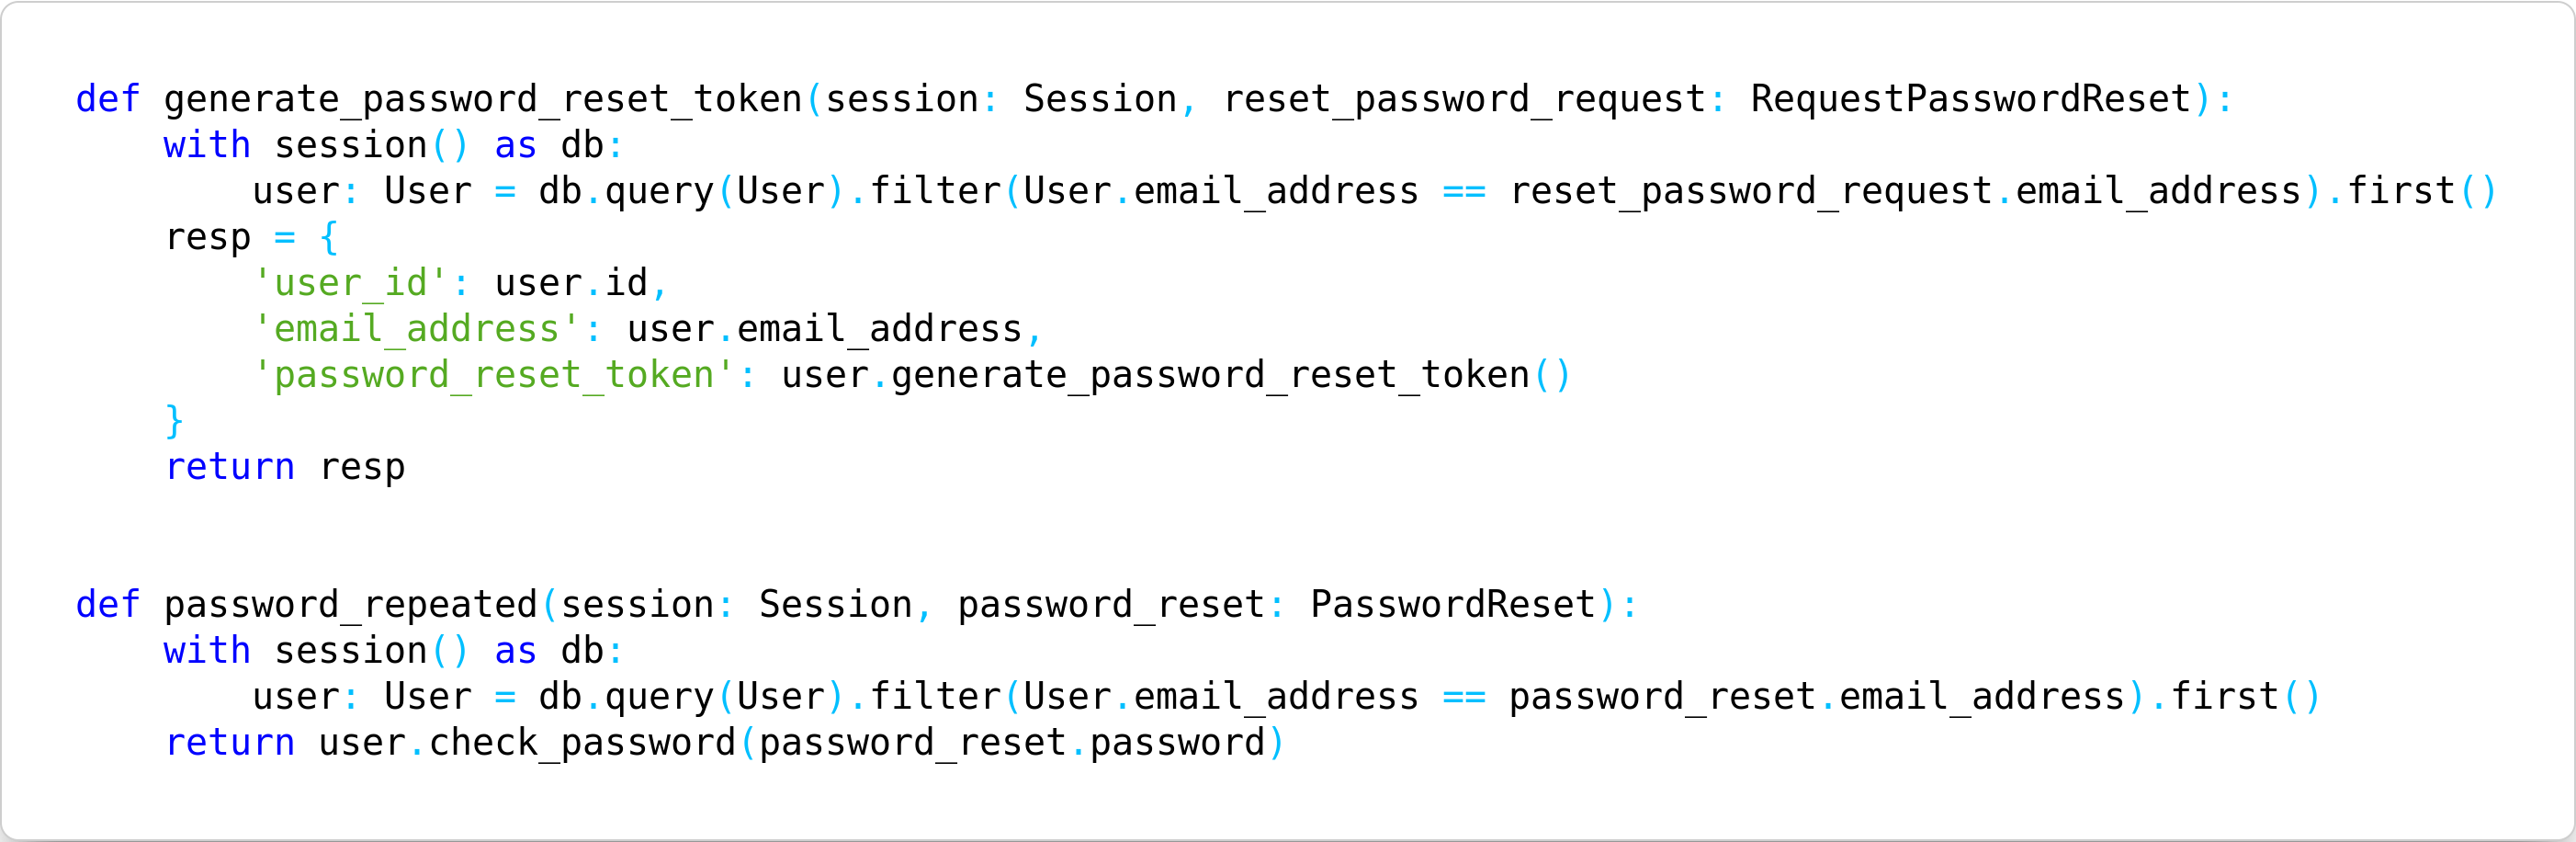 def generate_password_reset_token(session: Session, reset_password_request: RequestPasswordReset):
    with session() as db:
        user: User = db.query(User).filter(User.email_address == reset_password_request.email_address).first()
    resp = {
        'user_id': user.id,
        'email_address': user.email_address,
        'password_reset_token': user.generate_password_reset_token()
    }
    return resp
def password_repeated(session: Session, password_reset: PasswordReset):
    with session() as db:
        user: User = db.query(User).filter(User.email_address == password_reset.email_address).first()
    return user.check_password(password_reset.password)